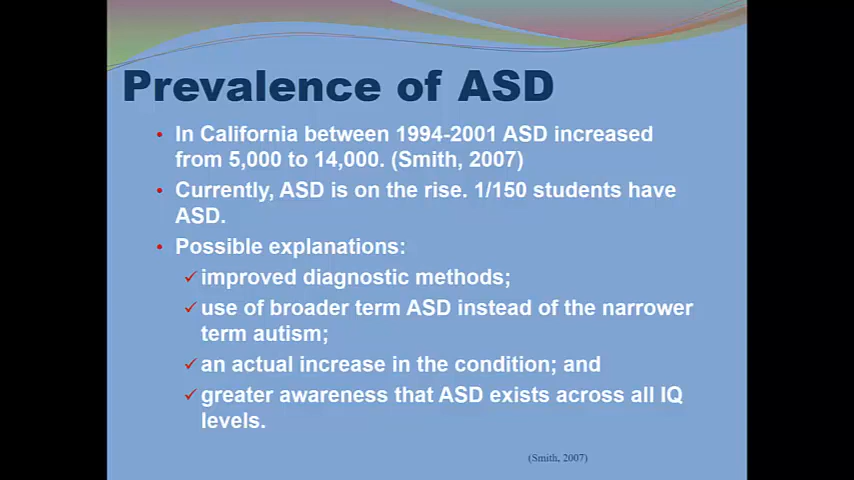 Prevalence of ASD
• In California between 1994-2001 ASD increased
from 5,000 to 14,000. (Smith, 2007)
• Currently, ASD is on the rise. 1/150 students have
ASD.
• Possible explanations:
✓improved diagnostic methods;
✓use of broader term ASD instead of the narrower
term autism;
✓an actual increase in the condition; and
✓greater awareness that ASD exists across all IQ
levels.
(Smith, 2007)